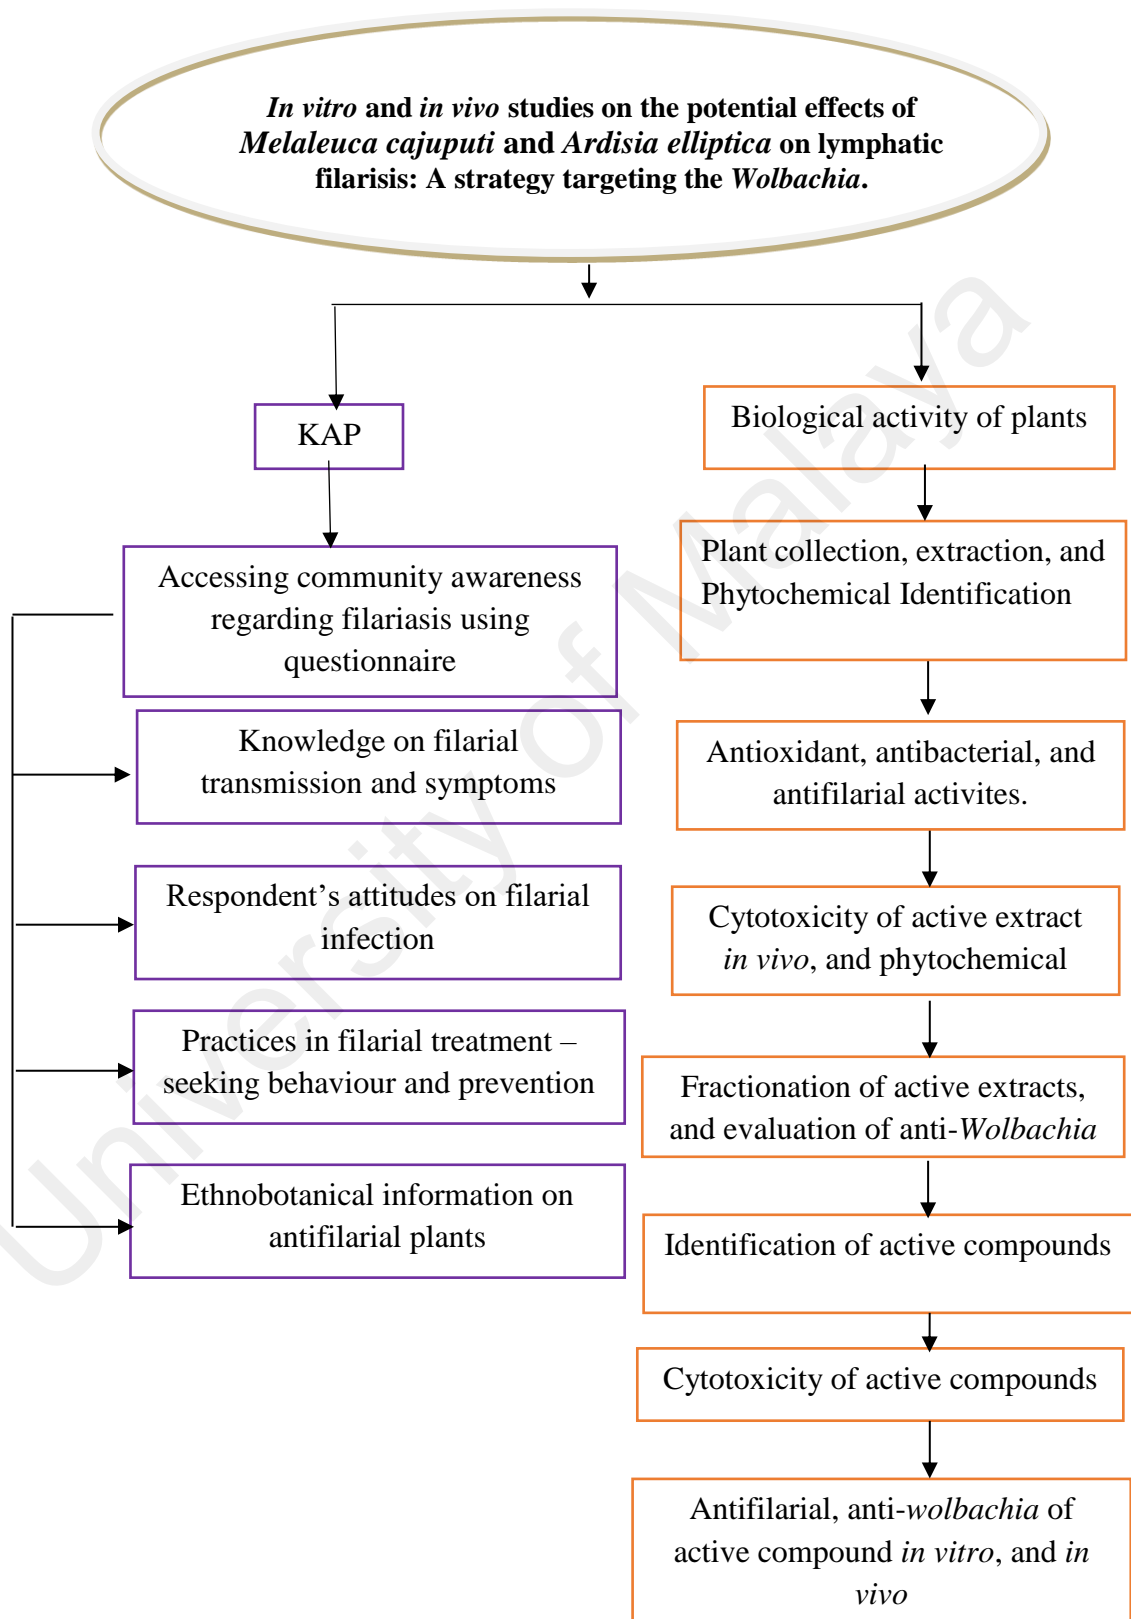 In vitro and in vivo studies on the potential effects of
Melaleuca cajuputi and Ardisia elliptica on lymphatic
filarisis: A strategy targeting the Wolbachia.
KAP
Accessing community awareness
regarding filariasis using
questionnaire
Knowledge on filarial
transmission and symptoms
Respondent’s attitudes on filarial
infection
Practices in filarial treatment –
seeking behaviour and prevention
Ethnobotanical information on
antifilarial plants
Biological activity of plants
Plant collection, extraction, and
Phytochemical Identification
Antioxidant, antibacterial, and
antifilarial activites.
Cytotoxicity of active extract
in vivo, and phytochemical
Fractionation of active extracts,
and evaluation of anti-Wolbachia
Identification of active compounds
Cytotoxicity of active compounds
Antifilarial, anti-wolbachia of
active compound in vitro, and in
vivo
University of Malaya